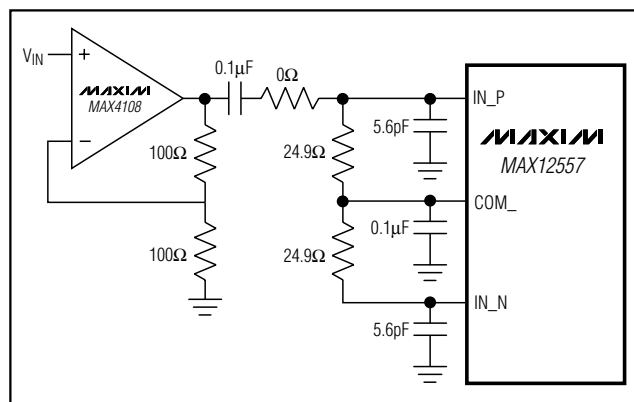 V_IN
+
MAXIM
MAX4108
−
0.1µF
0Ω
100Ω
100Ω
24.9Ω
24.9Ω
5.6pF
0.1µF
5.6pF
IN_P
MAXIM
MAX12557
COM_
IN_N